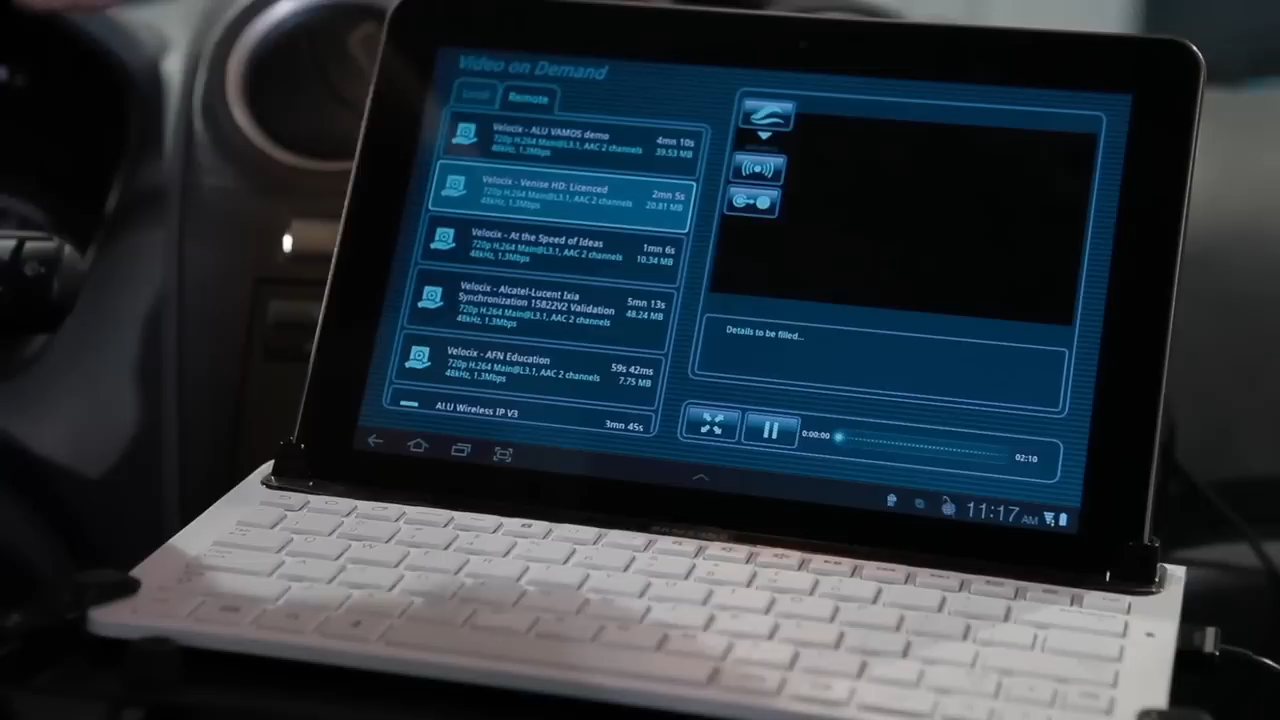 Video on Demand
Local Remote
Velocix - ALU VAMOS demo 4mn 10s
720p H.264 Main@L3.1, AAC 2 channels 39.53 MB
48kHz, 1.3Mbps
Velocix - Venise HD: Licenced 2mn 5s
720p H.264 Main@L3.1, AAC 2 channels 20.81 MB
48kHz, 1.3Mbps
Velocix - At the Speed of Ideas 1mn 6s
720p H.264 Main@L3.1, AAC 2 channels 10.34 MB
48kHz, 1.3Mbps
Velocix - Alcatel-Lucent Ixia 5mn 13s
Synchronization 15822V2 Validation 48.24 MB
720p H.264 Main@L3.1, AAC 2 channels
48kHz, 1.3Mbps
Velocix - AFN Education 59s 42ms
720p H.264 Main@L3.1, AAC 2 channels 7.75 MB
48kHz, 1.3Mbps
ALU Wireless IP V3 3mn 45s
Details to be filled...
0:00:00 02:10
11:17 AM